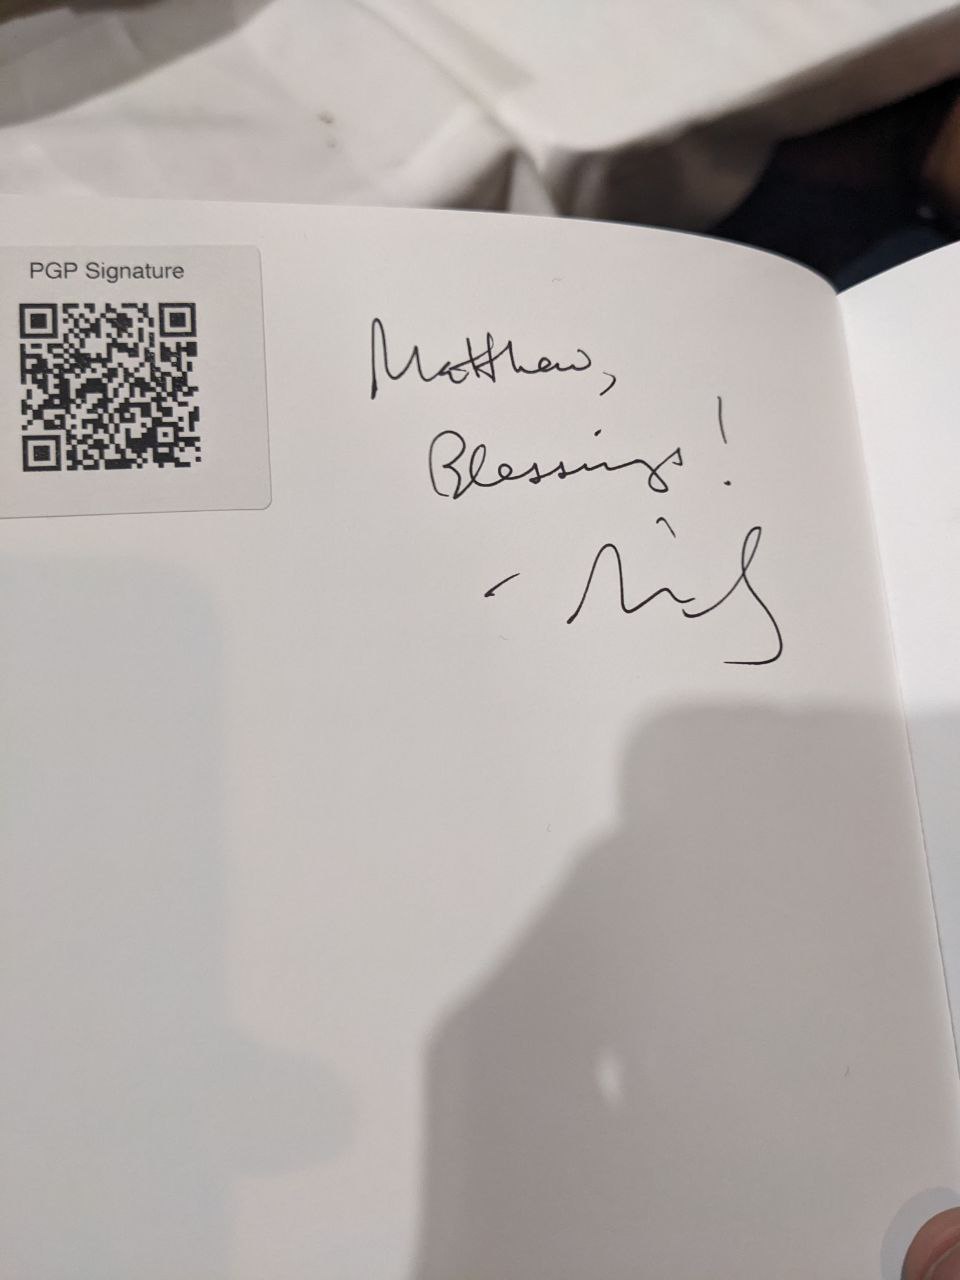 PGP Signature
Matthew,
Blessings!